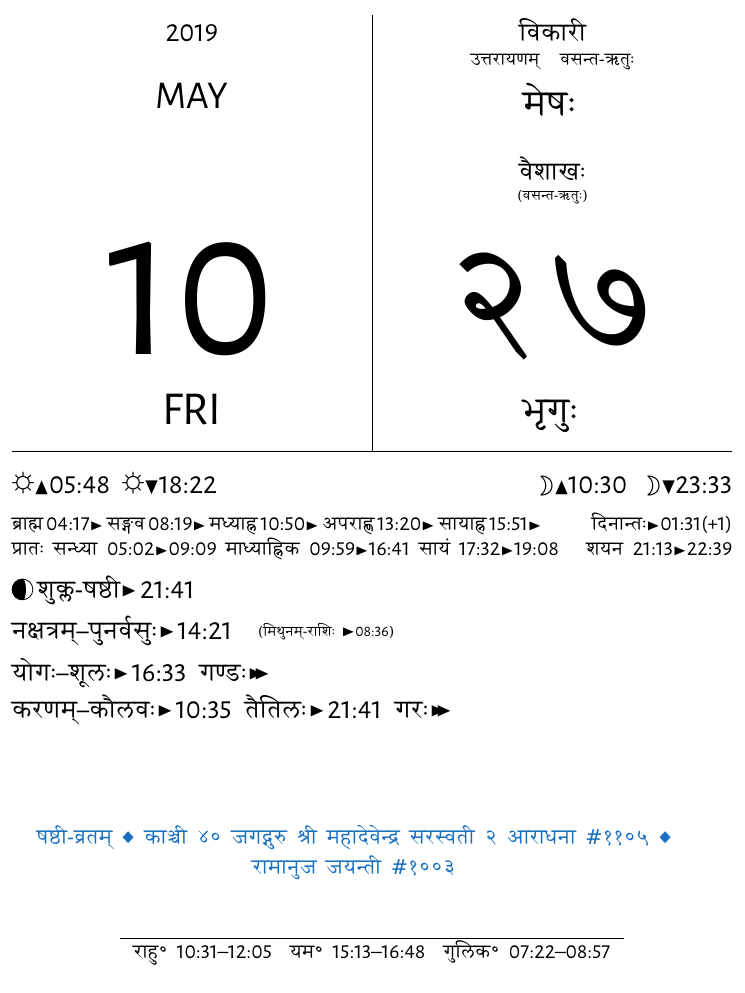 2019
MAY
10
FRI
विकारी
उत्तरायणम् वसन्त-ऋतुः
मेषः
वैशाखः
(वसन्त-ऋतुः)
२७
भृगुः
☼▲05:48 ☼▼18:22 ☽▲10:30 ☽▼23:33
ब्राह्म 04:17► सङ्गव 08:19► मध्याह्न 10:50► अपराह्ण 13:20► सायाह्न 15:51► दिनान्तः►01:31(+1)
प्रातः सन्ध्या 05:02►09:09 माध्याह्निक 09:59►16:41 सायं 17:32►19:08 शयन 21:13►22:39
शुक्ल-षष्ठी►21:41
नक्षत्रम्–पुनर्वसुः►14:21 (मिथुनम्-राशिः ►08:36)
योगः–शूलः►16:33 गण्डः►►
करणम्–कौलवः►10:35 तैतिलः►21:41 गरः►►
षष्ठी-व्रतम् ◆ काञ्ची ४० जगद्गुरु श्री महादेवेन्द्र सरस्वती २ आराधना #११०५ ◆
रामानुज जयन्ती #१००३
राहु° 10:31–12:05 यम° 15:13–16:48 गुलिक° 07:22–08:57